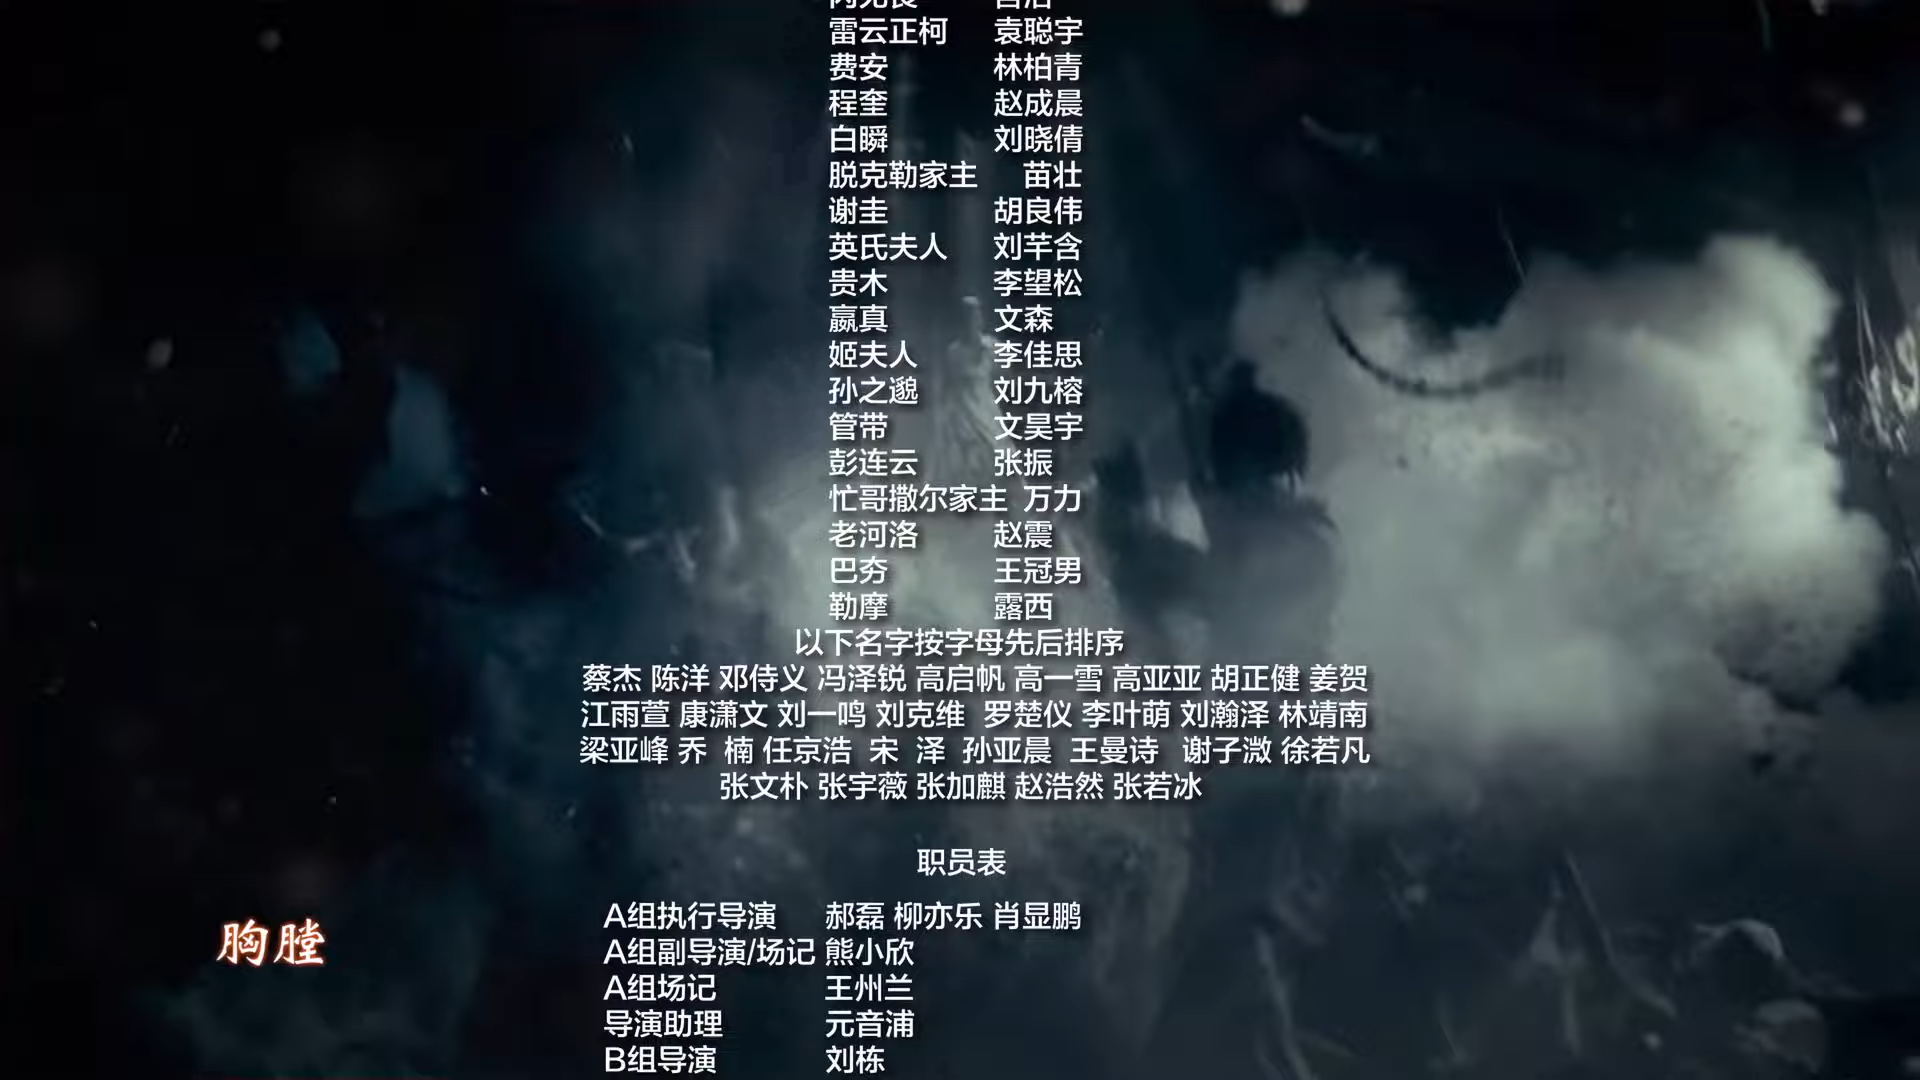 雷云正柯 袁聪宇
费安 林柏青
程奎 赵成晨
白瞬 刘晓倩
脱克勒家主 苗壮
谢圭 胡良伟
英氏夫人 刘芊含
贵木 李望松
嬴真 文森
姬夫人 李佳思
孙之邈 刘九榕
管带 文昊宇
彭连云 张振
忙哥撒尔家主 万力
老河洛 赵震
巴夯 王冠男
勒摩 露西
以下名字按字母先后排序
蔡杰 陈洋 邓侍义 冯泽锐 高启帆 高一雪 高亚亚 胡正健 姜贺
江雨萱 康潇文 刘一鸣 刘克维 罗楚仪 李叶萌 刘瀚泽 林靖南
梁亚峰 乔 楠 任京浩 宋 泽 孙亚晨 王曼诗 谢子溦 徐若凡
张文朴 张宇薇 张加麒 赵浩然 张若冰
职员表
A组执行导演 郝磊 柳亦乐 肖显鹏
A组副导演/场记 熊小欣
A组场记 王州兰
导演助理 元音浦
B组导演 刘栋
胸膛